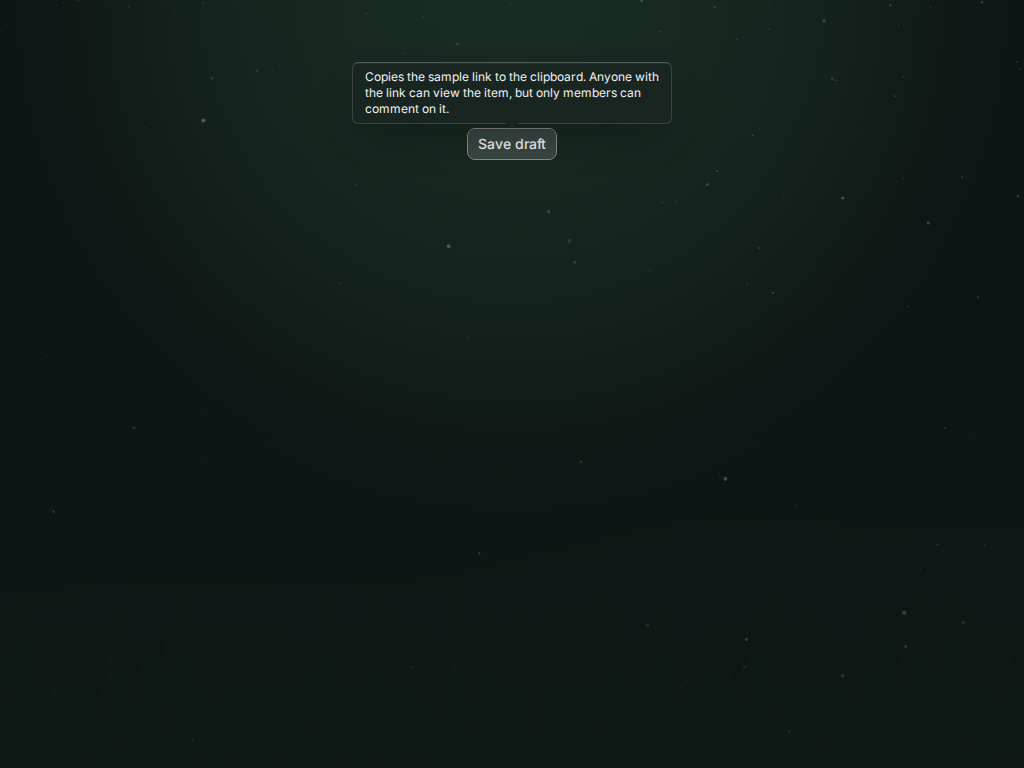 Copies the sample link to the clipboard. Anyone with
the link can view the item, but only members can
comment on it.
Save draft